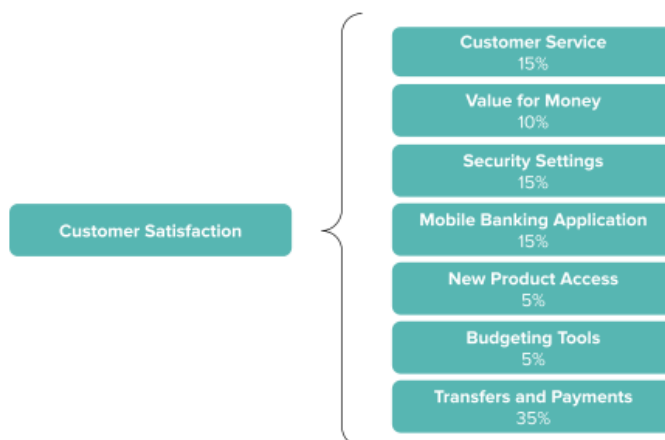 Customer Satisfaction
Customer Service
15%
Value for Money
10%
Security Settings
15%
Mobile Banking Application
15%
New Product Access
5%
Budgeting Tools
5%
Transfers and Payments
35%